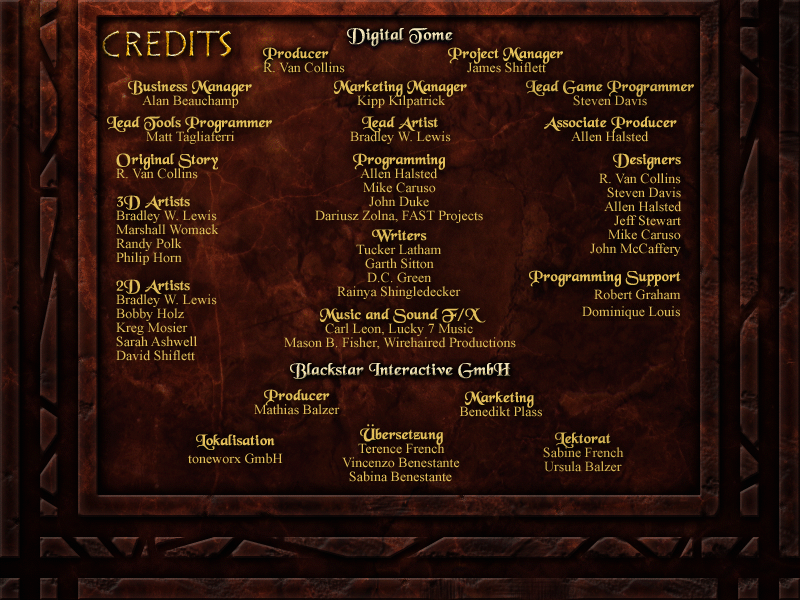 CREDITS
Digital Tome
Producer
R. Van Collins
Project Manager
James Shiflett
Business Manager
Alan Beauchamp
Marketing Manager
Kipp Kilpatrick
Lead Game Programmer
Steven Davis
Lead Tools Programmer
Matt Tagliaferri
Lead Artist
Bradley W. Lewis
Associate Producer
Allen Halsted
Original Story
R. Van Collins
3D Artists
Bradley W. Lewis
Marshall Womack
Randy Polk
Philip Horn
2D Artists
Bradley W. Lewis
Bobby Holz
Kreg Mosier
Sarah Ashwell
David Shiflett
Programming
Allen Halsted
Mike Caruso
John Duke
Dariusz Zolna, FAST Projects
Writers
Tucker Latham
Garth Sitton
D.C. Green
Rainya Shingledecker
Music and Sound F/X
Carl Leon, Lucky 7 Music
Mason B. Fisher, Wirehaired Productions
Designers
R. Van Collins
Steven Davis
Allen Halsted
Jeff Stewart
Mike Caruso
John McCaffery
Programming Support
Robert Graham
Dominique Louis
Blackstar Interactive GmbH
Producer
Mathias Balzer
Marketing
Benedikt Plass
Lokalisation
toneworx GmbH
Übersetzung
Terence French
Vincenzo Benestante
Sabina Benestante
Lektorat
Sabine French
Ursula Balzer